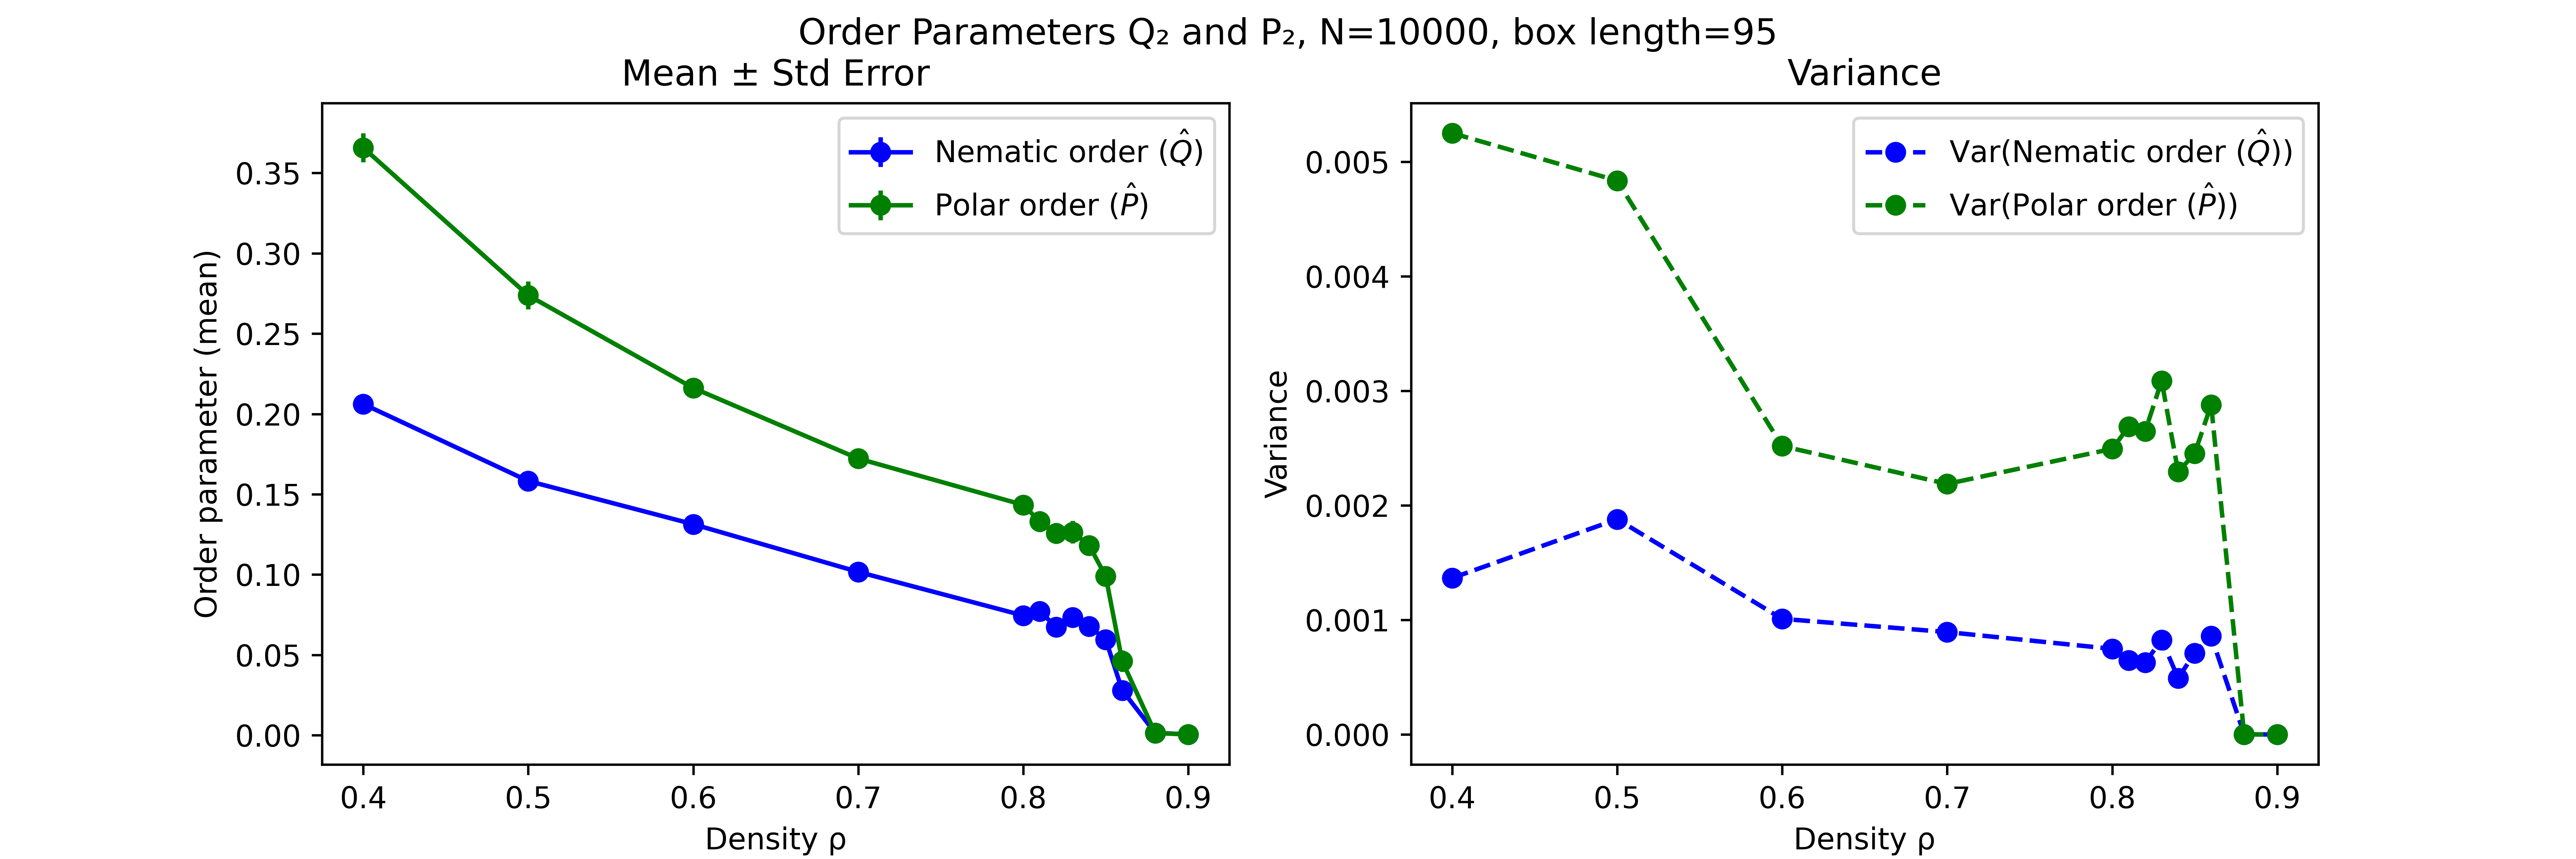 Order Parameters Q₂ and P₂, N=10000, box length=95
Mean ± Std Error
Nematic order (Q̂)
Polar order (P̂)
Order parameter (mean)
0.35
0.30
0.25
0.20
0.15
0.10
0.05
0.00
0.4 0.5 0.6 0.7 0.8 0.9
Density ρ
Variance
Var(Nematic order (Q̂))
Var(Polar order (P̂))
Variance
0.005
0.004
0.003
0.002
0.001
0.000
0.4 0.5 0.6 0.7 0.8 0.9
Density ρ